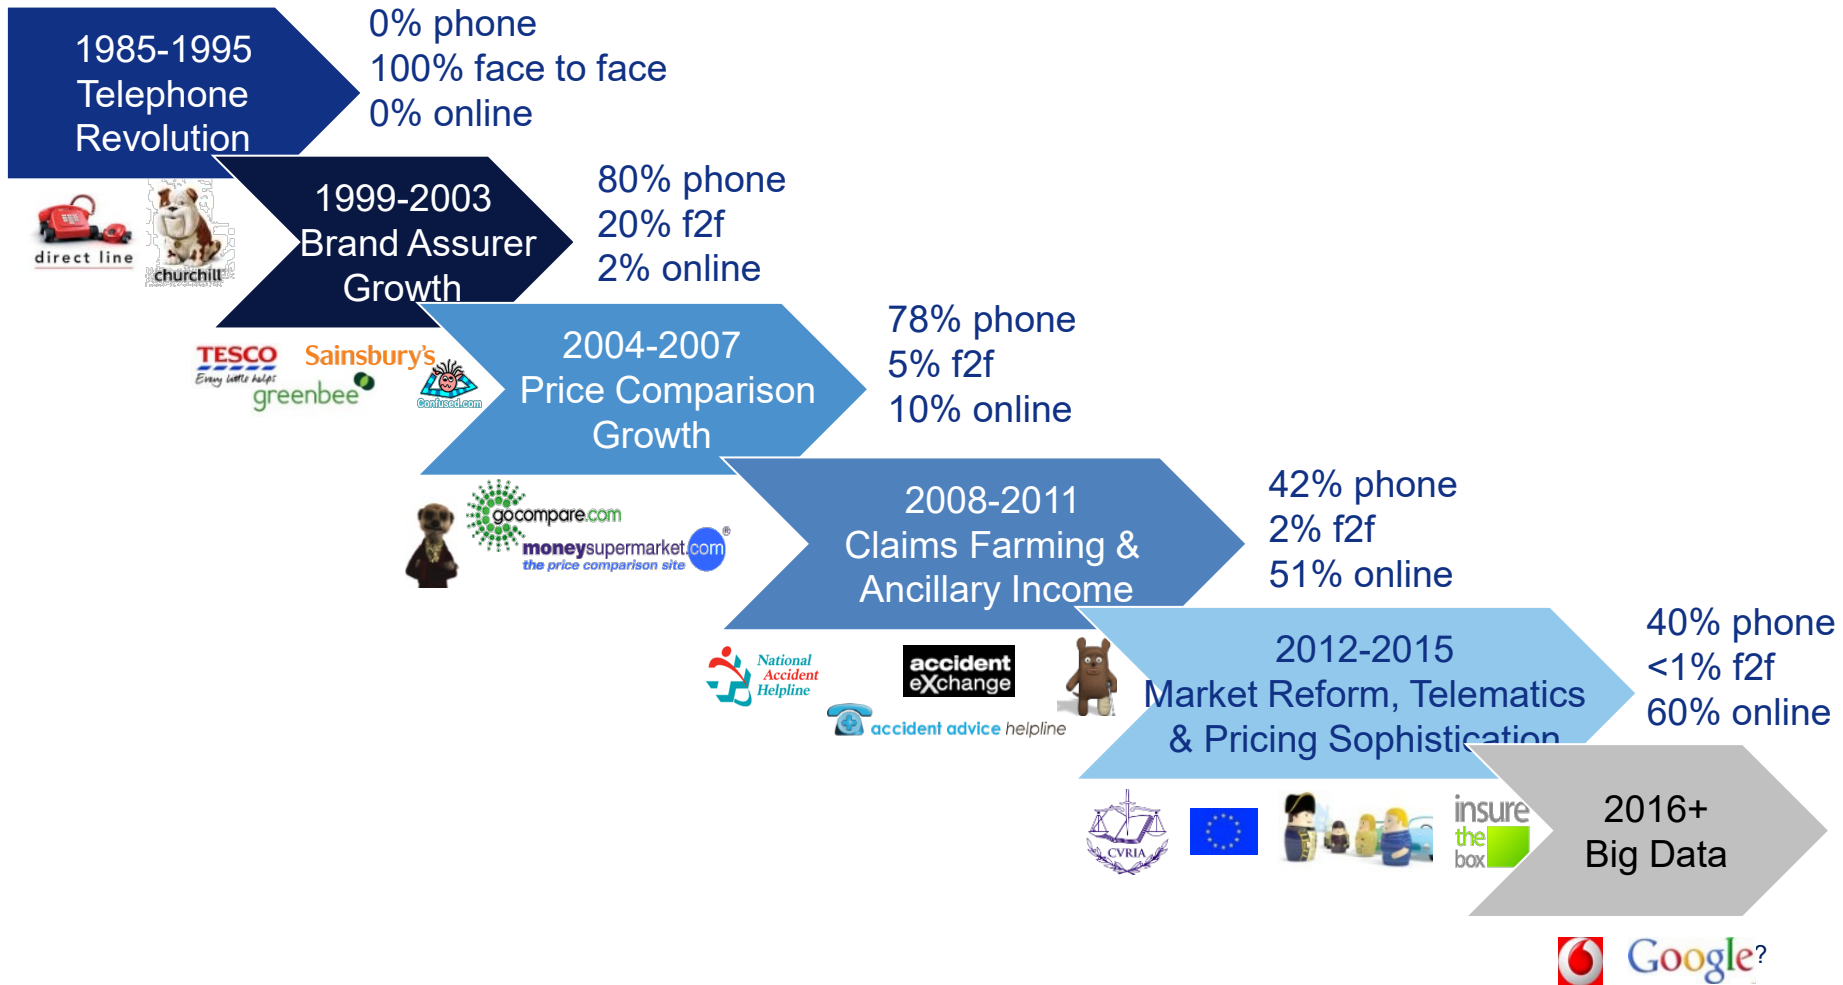 1985-1995
Telephone
Revolution
0% phone
100% face to face
0% online
direct line
churchill
1999-2003
Brand Assurer
Growth
80% phone
20% f2f
2% online
TESCO
Every little helps
Sainsbury's
greenbee
Confused.com
2004-2007
Price Comparison
Growth
78% phone
5% f2f
10% online
gocompare.com
moneysupermarket.com®
the price comparison site
2008-2011
Claims Farming &
Ancillary Income
42% phone
2% f2f
51% online
National
Accident
Helpline
accident
eXchange
accident advice helpline
2012-2015
Market Reform, Telematics
& Pricing Sophistication
40% phone
<1% f2f
60% online
CVRIA
insure
the
box
2016+
Big Data
Google?